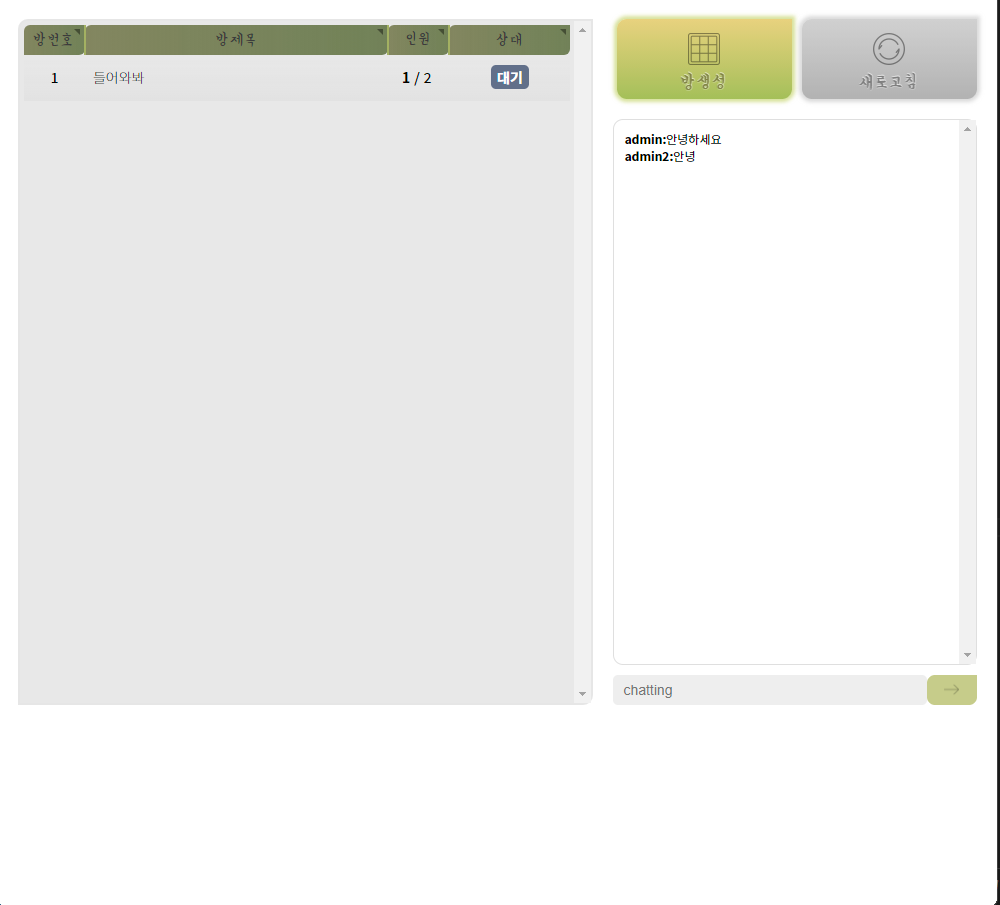 방번호 방제목 인원 상태
1 들어와봐 1 / 2 대기
방생성
새로고침
admin:안녕하세요
admin2:안녕
chatting